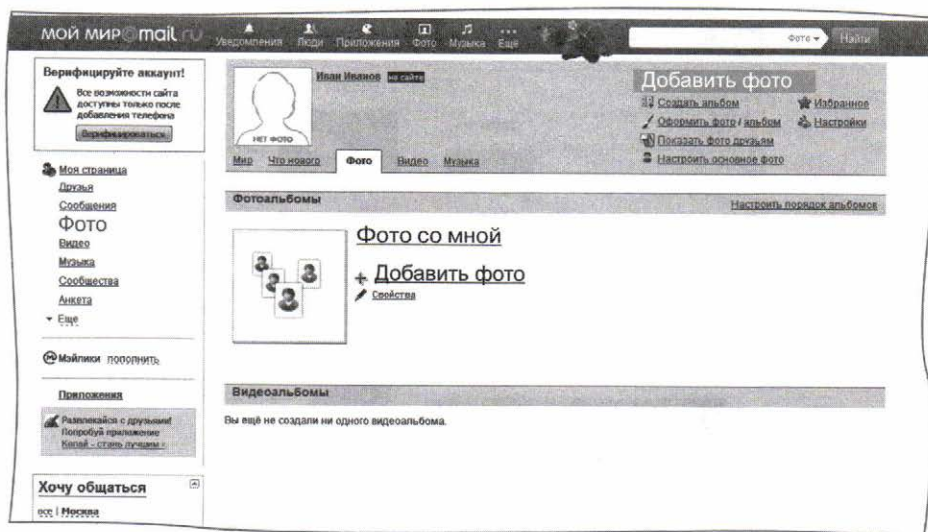 МОЙ МИР@mail.ru
Уведомления Люди Приложения Фото Музыка Ещё
Фото Найти
Верифицируйте аккаунт!
Все возможности сайта
доступны только после
добавления телефона
Верифицироваться
Моя страница
Друзья
Сообщения
Фото
Видео
Музыка
Сообщества
Анкета
Еще
Мэйлики пополнить
Приложения
Развлекайся с друзьями!
Попробуй приложение
Копай - стань лучшим
Хочу общаться
все | Москва
Иван Иванов на сайте
НЕТ ФОТО
Мир Что нового Фото Видео Музыка
Добавить фото
Создать альбом Избранное
Оформить фото / альбом Настройки
Показать фото друзьям
Настроить основное фото
Фотоальбомы Настроить порядок альбомов
Фото со мной
Добавить фото
Свойства
Видеоальбомы
Вы ещё не создали ни одного видеоальбома.